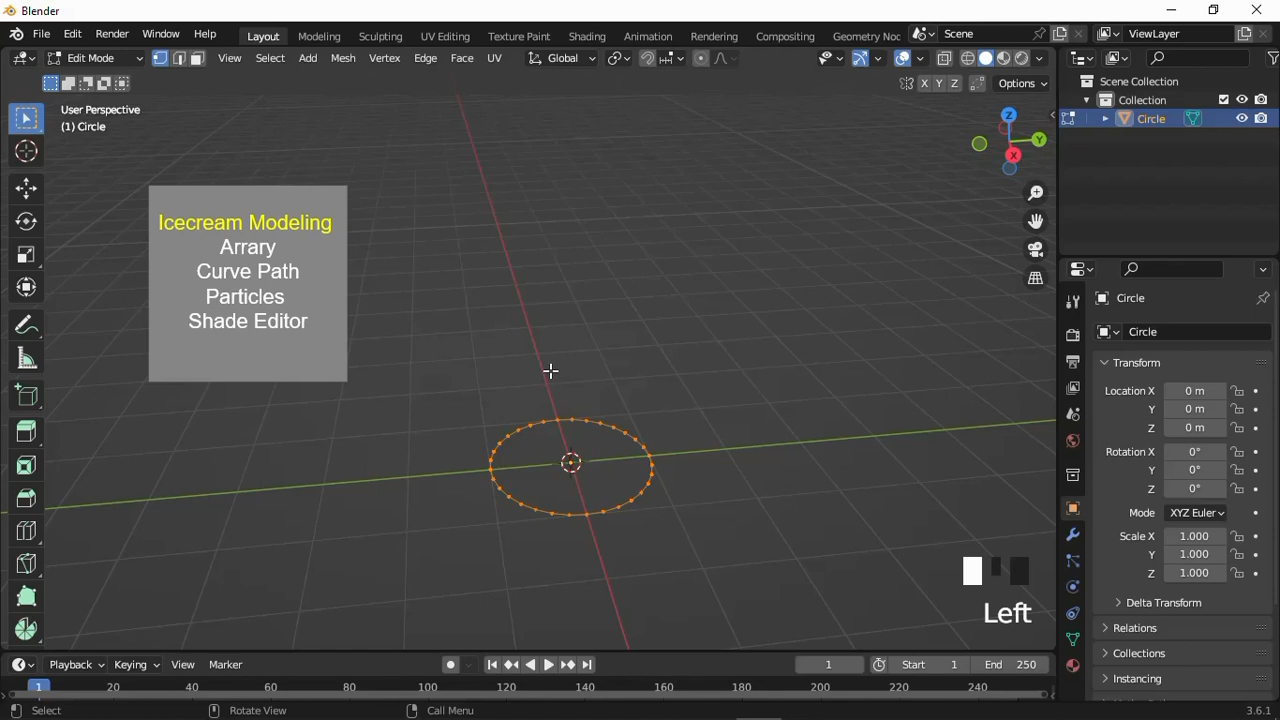 Blender
File Edit Render Window Help
Layout Modeling Sculpting UV Editing Texture Paint Shading Animation Rendering Compositing Geometry Noc
Scene
ViewLayer
Edit Mode View Select Add Mesh Vertex Edge Face UV
Global
X Y Z Options
User Perspective
(1) Circle
Z
Y
X
Icecream Modeling
Arrary
Curve Path
Particles
Shade Editor
Left
Scene Collection
Collection
Circle
Circle
Circle
Transform
Location X 0 m
Y 0 m
Z 0 m
Rotation X 0°
Y 0°
Z 0°
Mode XYZ Euler
Scale X 1.000
Y 1.000
Z 1.000
Delta Transform
Relations
Collections
Instancing
Playback Keying View Marker
1 Start 1 End 250
1 20 40 60 80 100 120 140 160 180 200 220 240
Select Rotate View Call Menu 3.6.1